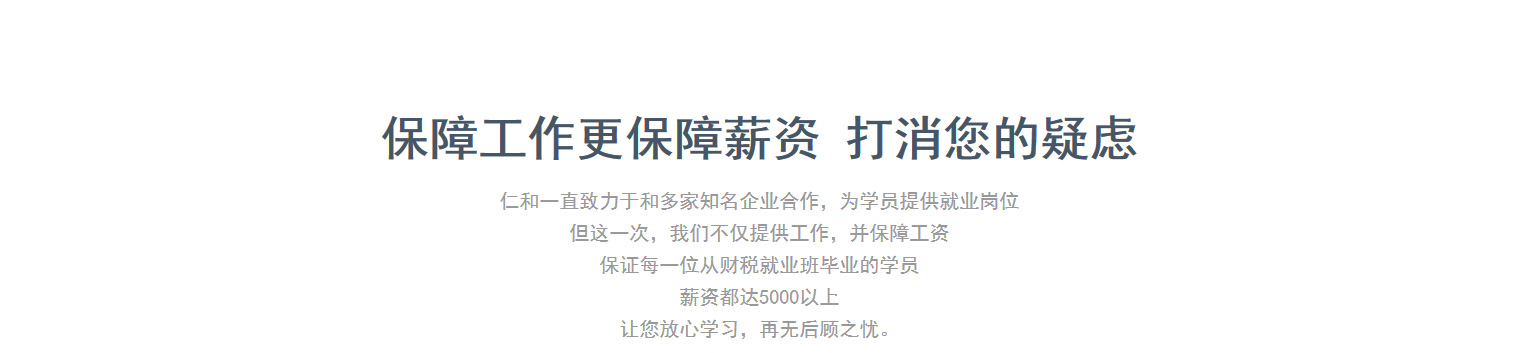 保障工作更保障薪资 打消您的疑虑
仁和一直致力于和多家知名企业合作，为学员提供就业岗位
但这一次，我们不仅提供工作，并保障工资
保证每一位从财税就业班毕业的学员
薪资都达5000以上
让您放心学习，再无后顾之忧。